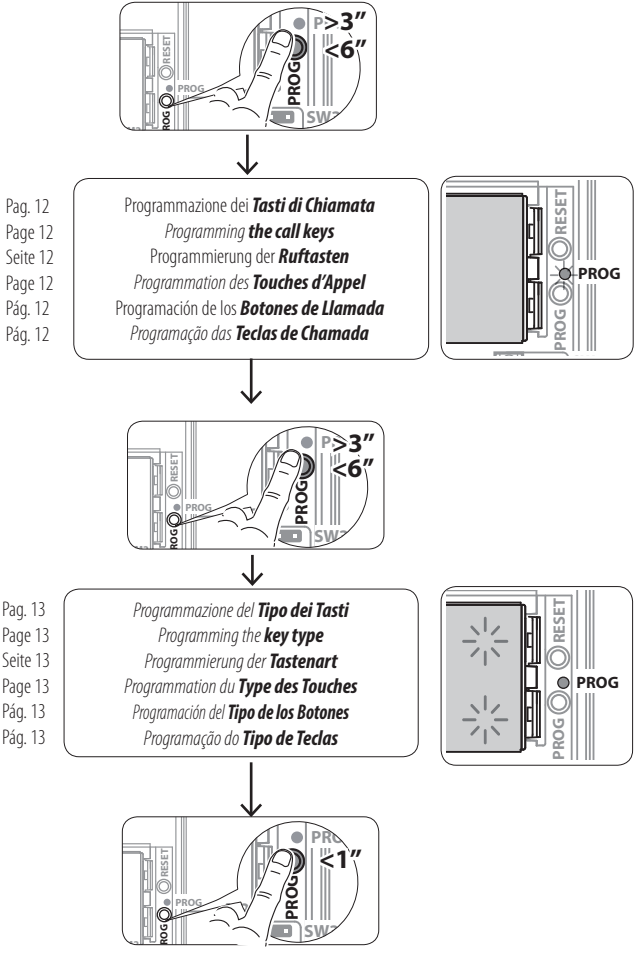 P >3”
<6”
RESET
PROG
PROG
PROG
SW
Pag. 12 Programmazione dei Tasti di Chiamata
Page 12 Programming the call keys
Seite 12 Programmierung der Ruftasten
Page 12 Programmation des Touches d’Appel
Pág. 12 Programación de los Botones de Llamada
Pág. 12 Programação das Teclas de Chamada
RESET
PROG
PROG
P >3”
<6”
RESET
PROG
PROG
ROG
SW
Pag. 13 Programmazione del Tipo dei Tasti
Page 13 Programming the key type
Seite 13 Programmierung der Tastenart
Page 13 Programmation du Type des Touches
Pág. 13 Programación del Tipo de los Botones
Pág. 13 Programação do Tipo de Teclas
RESET
PROG
PROG
PRO
<1”
RESET
PROG
PROG
ROG
SW